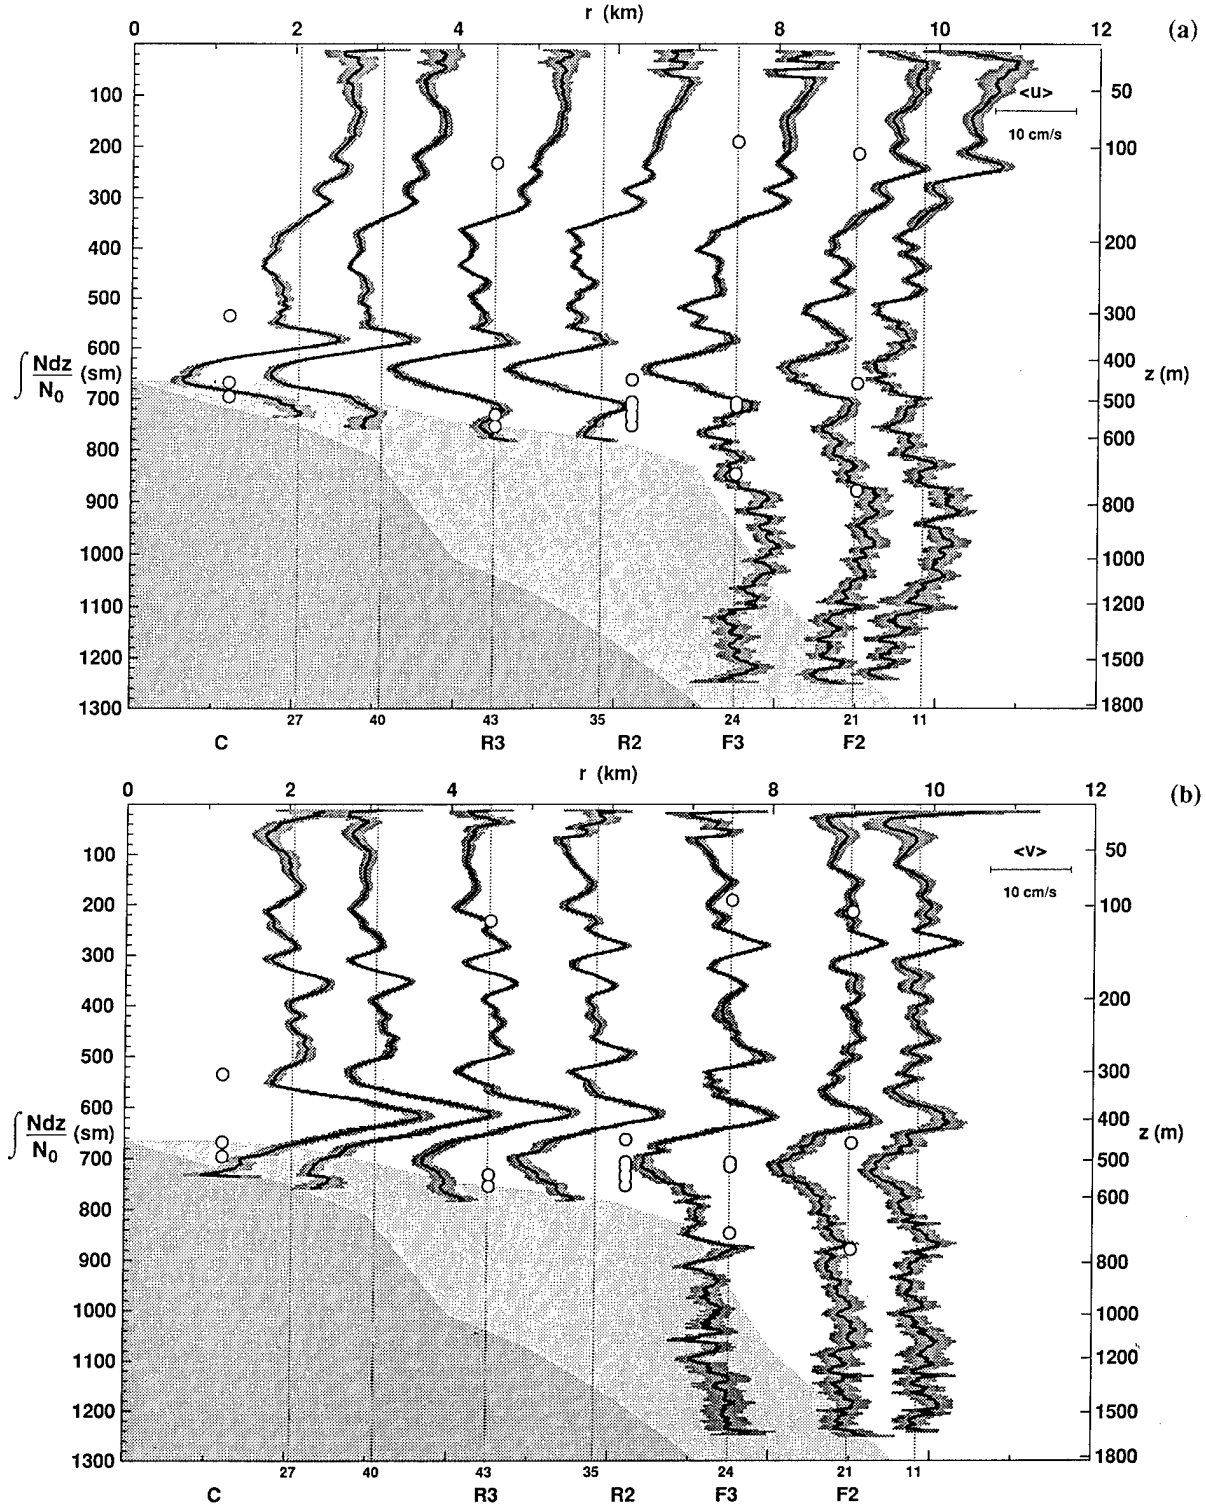 r (km)
(a)
0 2 4 6 8 10 12
100 50
<u>
10 cm/s
200 100
300
400 200
500 300
600 400
∫ Ndz/N₀ (sm) z (m)
700 500
800 600
900 800
1000 1000
1100 1200
1200 1500
1300 1800
27 40 43 35 24 21 11
C R3 R2 F3 F2
r (km)
(b)
0 2 4 6 8 10 12
100 50
<v>
10 cm/s
200 100
300
400 200
500 300
600 400
∫ Ndz/N₀ (sm) z (m)
700 500
800 600
900 800
1000 1000
1100 1200
1200 1500
1300 1800
27 40 43 35 24 21 11
C R3 R2 F3 F2